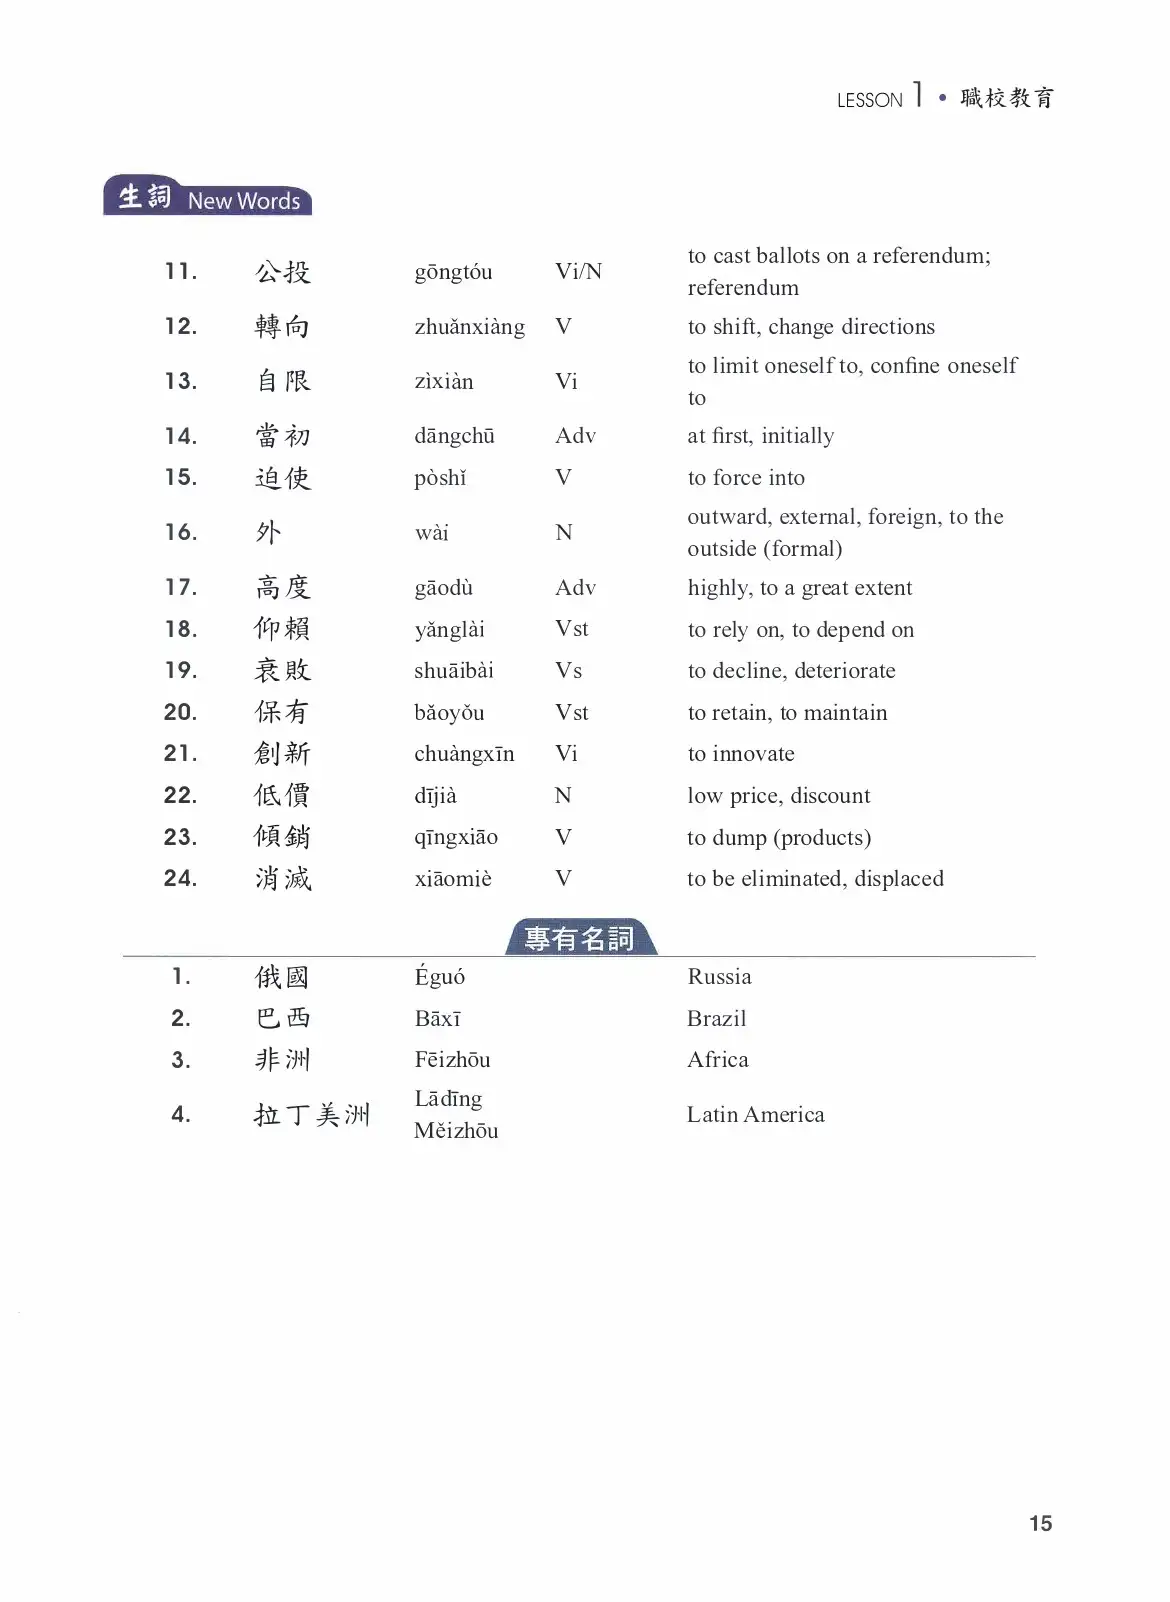 LESSON 1 • 職校教育
生詞 New Words
11. 公投 gōngtóu Vi/N to cast ballots on a referendum; referendum
12. 轉向 zhuǎnxiàng V to shift, change directions
13. 自限 zìxiàn Vi to limit oneself to, confine oneself to
14. 當初 dāngchū Adv at first, initially
15. 迫使 pòshǐ V to force into
16. 外 wài N outward, external, foreign, to the outside (formal)
17. 高度 gāodù Adv highly, to a great extent
18. 仰賴 yǎnglài Vst to rely on, to depend on
19. 衰敗 shuāibài Vs to decline, deteriorate
20. 保有 bǎoyǒu Vst to retain, to maintain
21. 創新 chuàngxīn Vi to innovate
22. 低價 dījià N low price, discount
23. 傾銷 qīngxiāo V to dump (products)
24. 消滅 xiāomiè V to be eliminated, displaced
專有名詞
1. 俄國 Éguó Russia
2. 巴西 Bāxī Brazil
3. 非洲 Fēizhōu Africa
4. 拉丁美洲 Lādīng Měizhōu Latin America
15